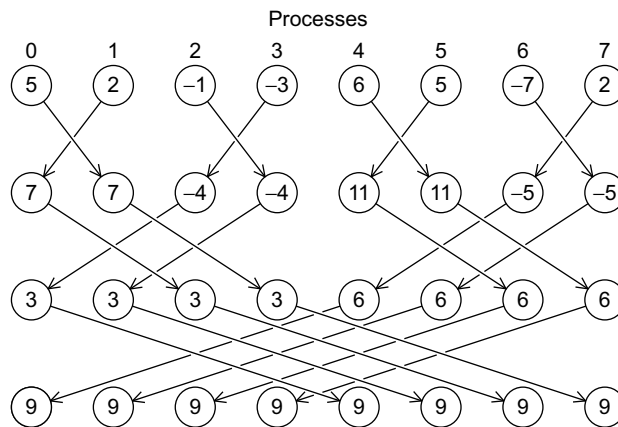 Processes
0 1 2 3 4 5 6 7
5 2 –1 –3 6 5 –7 2
7 7 –4 –4 11 11 –5 –5
3 3 3 3 6 6 6 6
9 9 9 9 9 9 9 9